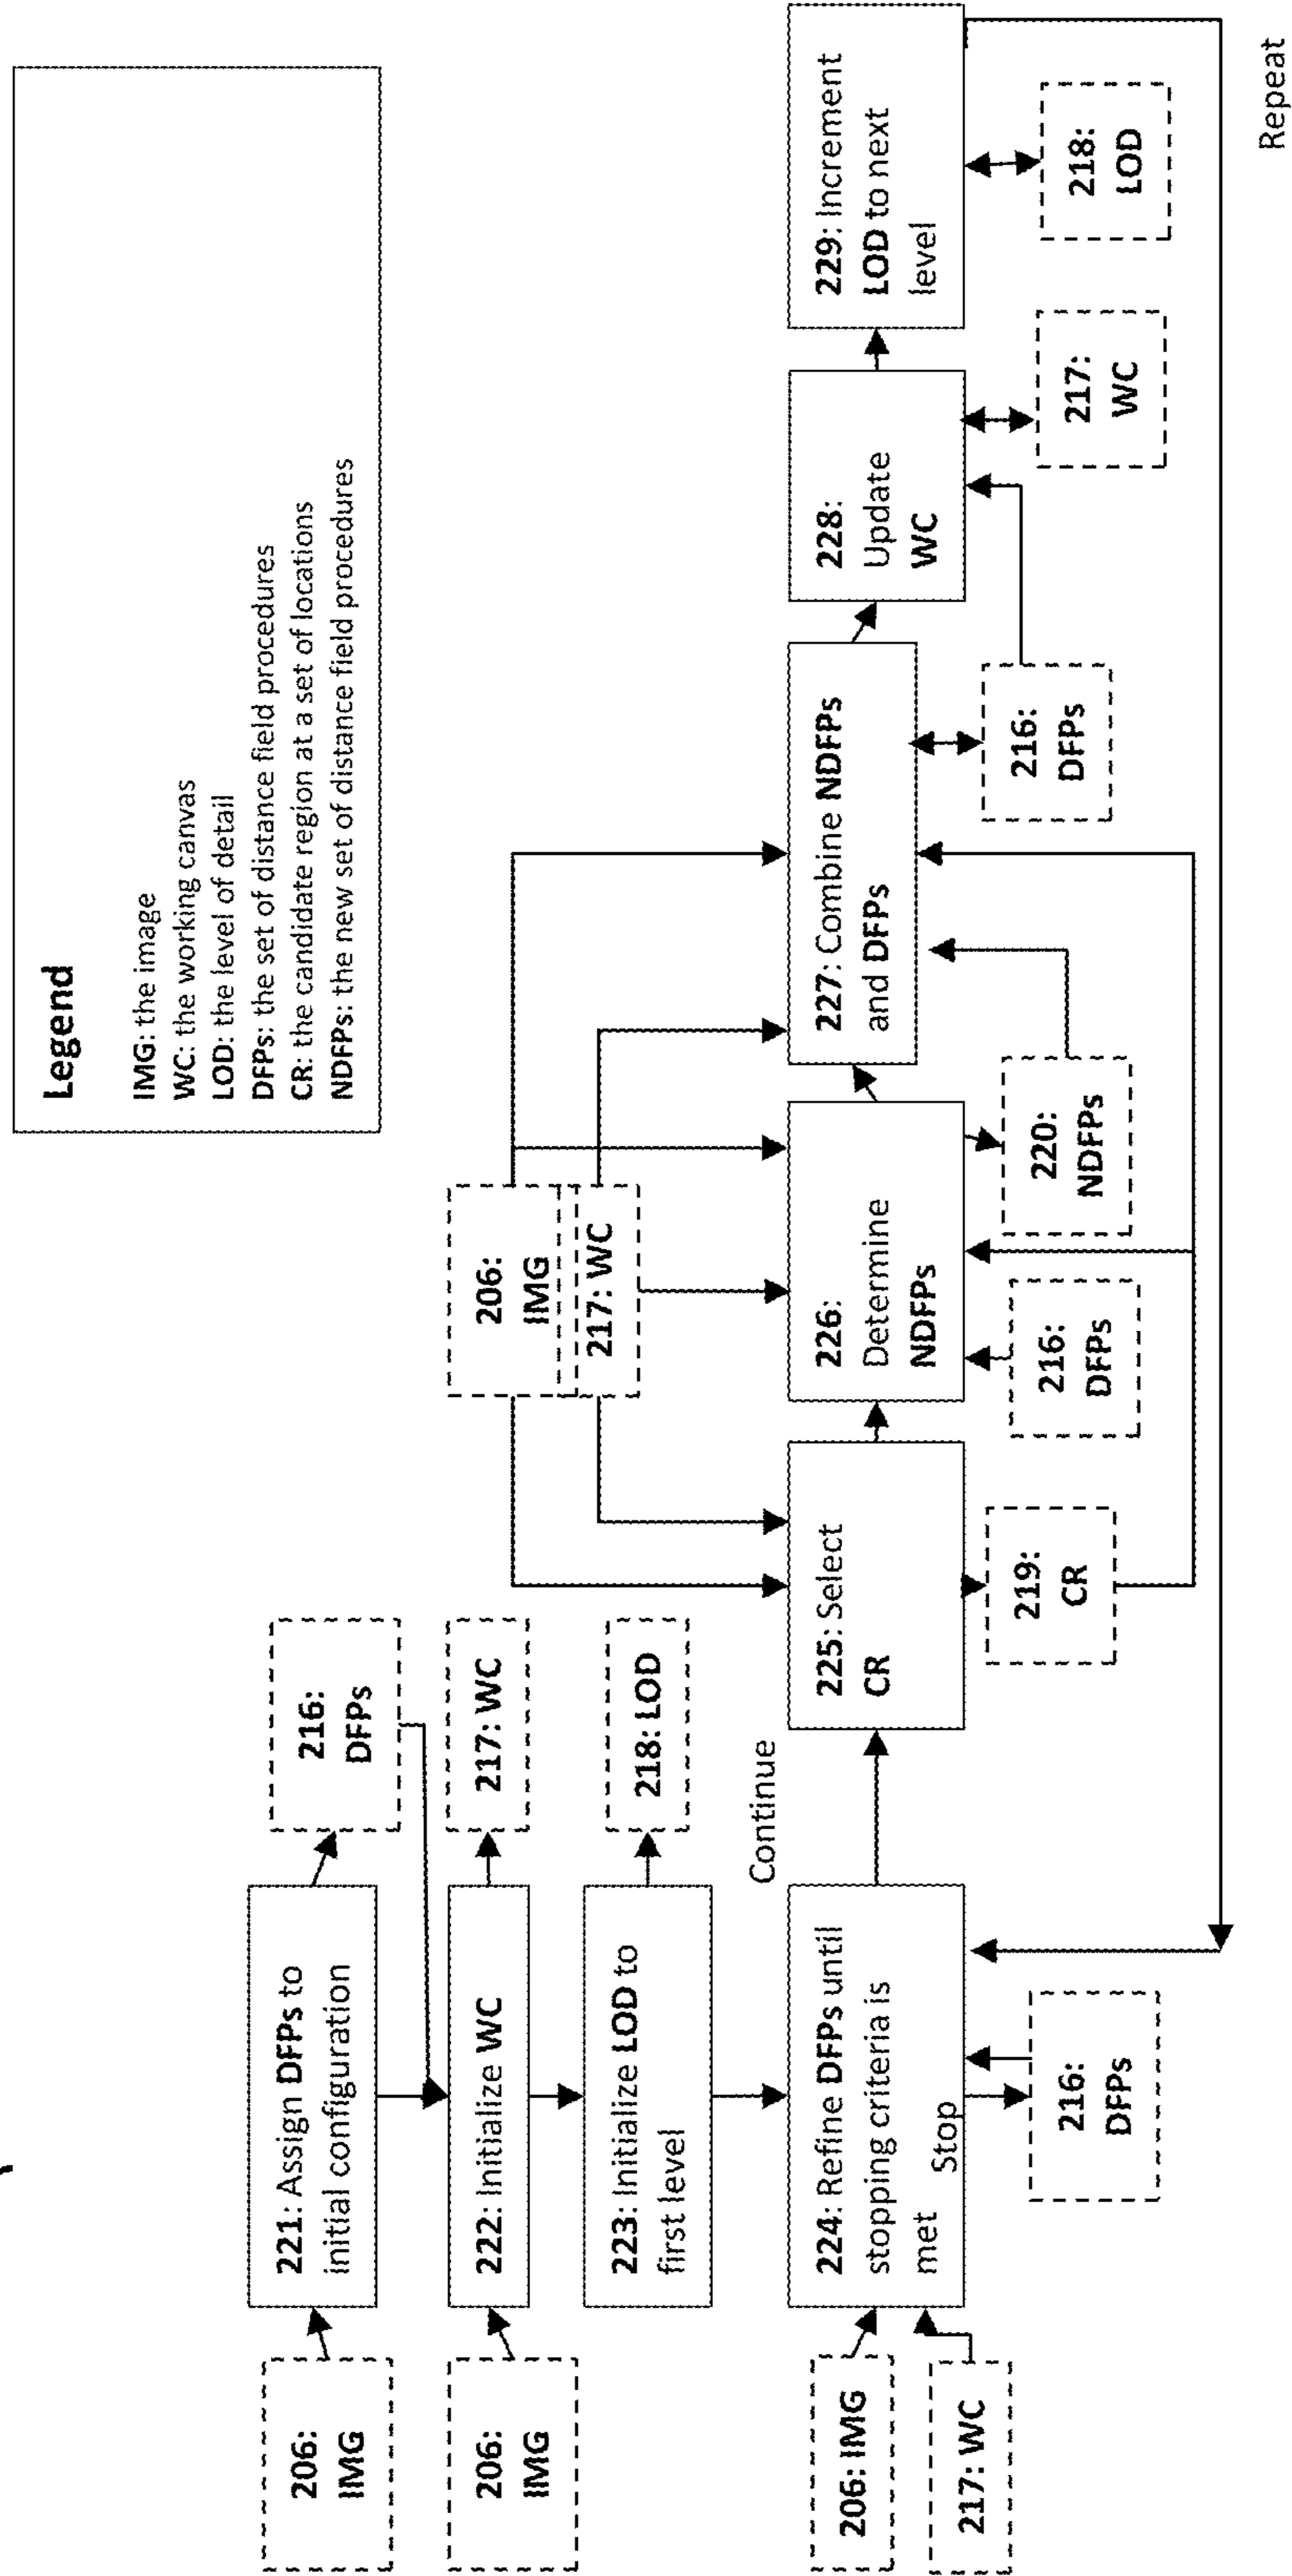 Legend
IMG: the image
WC: the working canvas
LOD: the level of detail
DFPs: the set of distance field procedures
CR: the candidate region at a set of locations
NDFPs: the new set of distance field procedures
206:
IMG
221: Assign DFPs to
initial configuration
216:
DFPs
206:
IMG
222: Initialize WC
217: WC
223: Initialize LOD to
first level
218: LOD
206: IMG
217: WC
224: Refine DFPs until
stopping criteria is
met
Stop
216:
DFPs
Continue
206:
IMG
217: WC
225: Select
CR
219:
CR
226:
Determine
NDFPs
216:
DFPs
220:
NDFPs
227: Combine NDFPs
and DFPs
216:
DFPs
228:
Update
WC
217:
WC
229: Increment
LOD to next
level
218:
LOD
Repeat